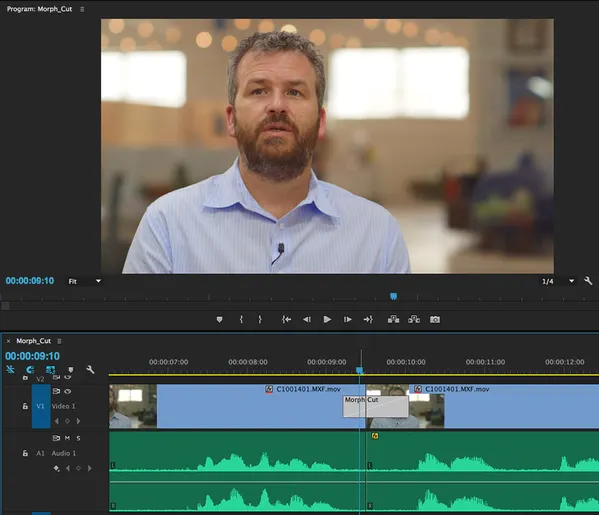 Program: Morph_Cut
00:00:09:10
Fit
1/4
Morph_Cut
00:00:09:10
00:00:07:00
00:00:08:00
00:00:09:00
00:00:10:00
00:00:11:00
00:00:12:00
V2
C1001401.MXF.mov
C1001401.MXF.mov
V1
Video 1
Morph Cut
A1
Audio 1
M
S